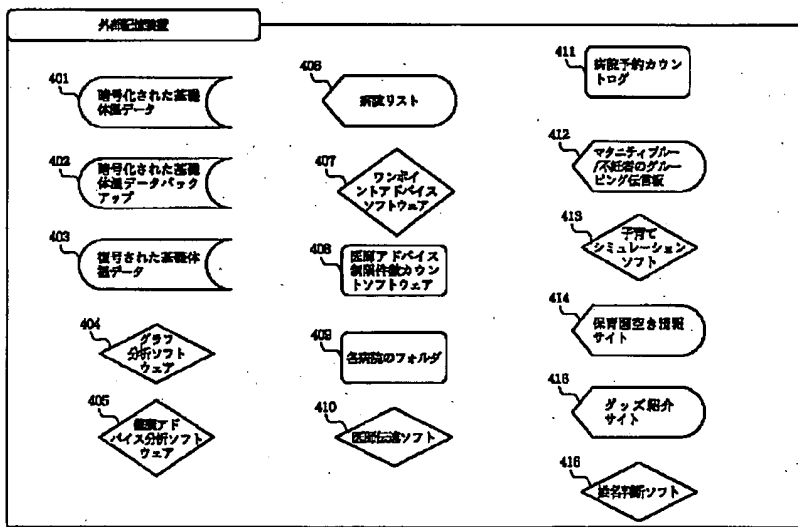 外部記憶装置
401
暗号化された基礎
体温データ
402
暗号化された基礎
体温データバック
アップ
403
復号された基礎体
温データ
404
グラフ
分析ソフト
ウェア
405
健康アド
バイス分析ソフト
ウェア
406
病院リスト
407
ワンポイ
ントアドバイス
ソフトウェア
408
医師アドバイス
制限件数カウン
トソフトウェア
409
各病院のフォルダ
410
医師伝達ソフト
411
病院予約カウン
トログ
412
マタニティブルー
/不妊者のグルー
ピング伝言板
413
子育て
シミュレーション
ソフト
414
保育園空き情報
サイト
415
グッズ紹介
サイト
416
姓名判断ソフト